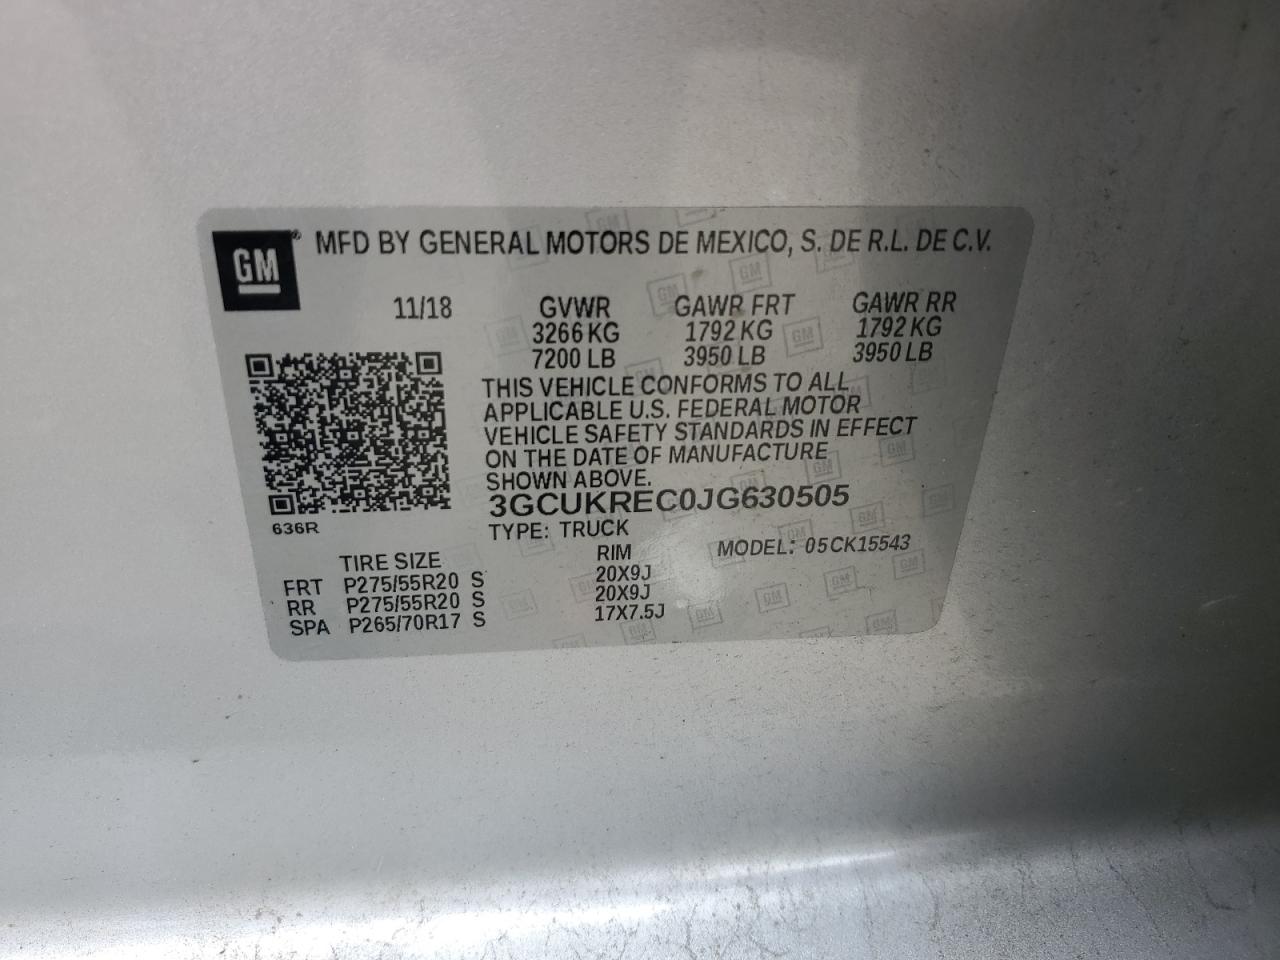 GM® MFD BY GENERAL MOTORS DE MEXICO, S. DE R.L. DE C.V.
11/18 GVWR GAWR FRT GAWR RR
3266 KG 1792 KG 1792 KG
7200 LB 3950 LB 3950 LB
THIS VEHICLE CONFORMS TO ALL
APPLICABLE U.S. FEDERAL MOTOR
VEHICLE SAFETY STANDARDS IN EFFECT
ON THE DATE OF MANUFACTURE
SHOWN ABOVE.
3GCUKREC0JG630505
636R
TYPE: TRUCK
MODEL: 05CK15543
TIRE SIZE RIM
FRT P275/55R20 S 20X9J
RR P275/55R20 S 20X9J
SPA P265/70R17 S 17X7.5J